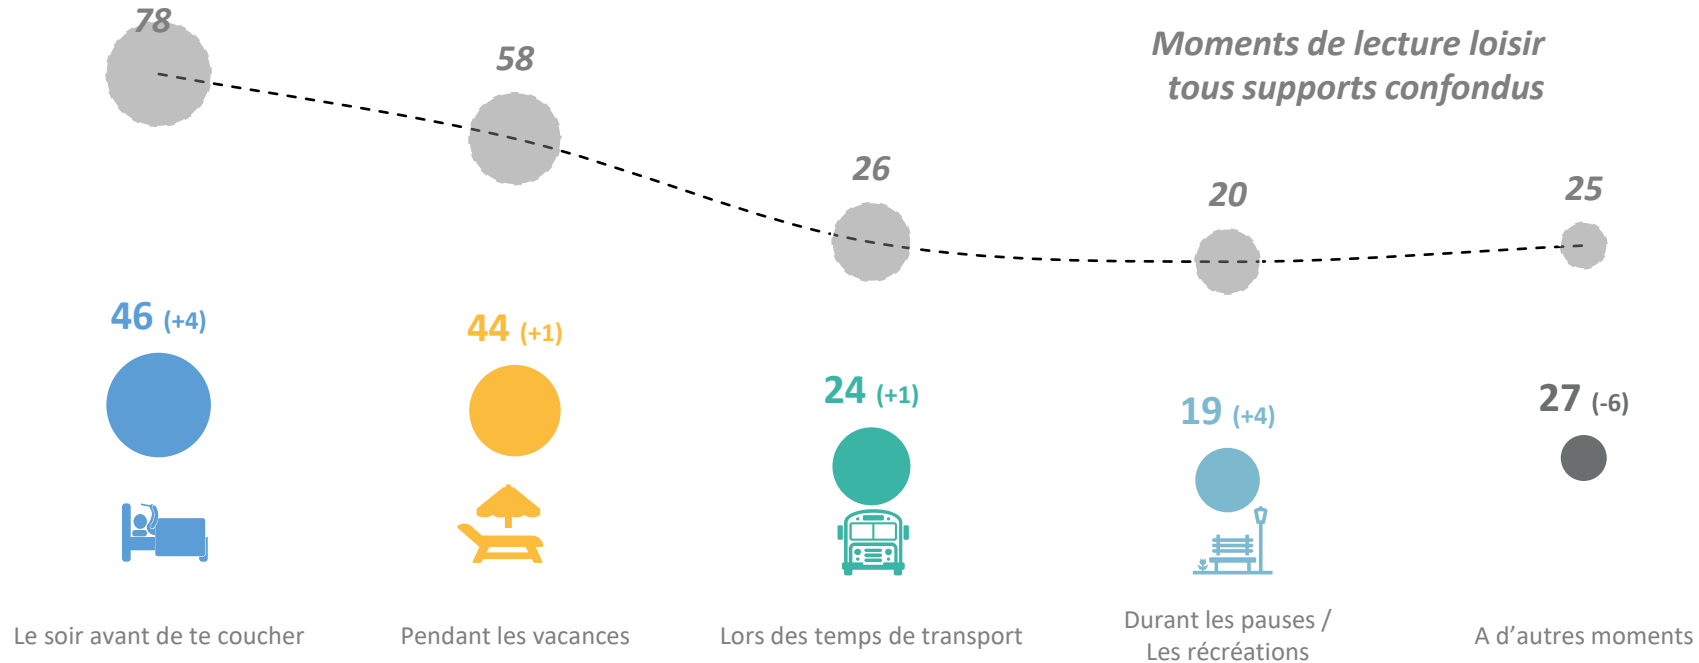 78
58
Moments de lecture loisir
tous supports confondus
26
20
25
46 (+4)
44 (+1)
24 (+1)
19 (+4)
27 (-6)
Le soir avant de te coucher
Pendant les vacances
Lors des temps de transport
Durant les pauses /
Les récréations
A d’autres moments